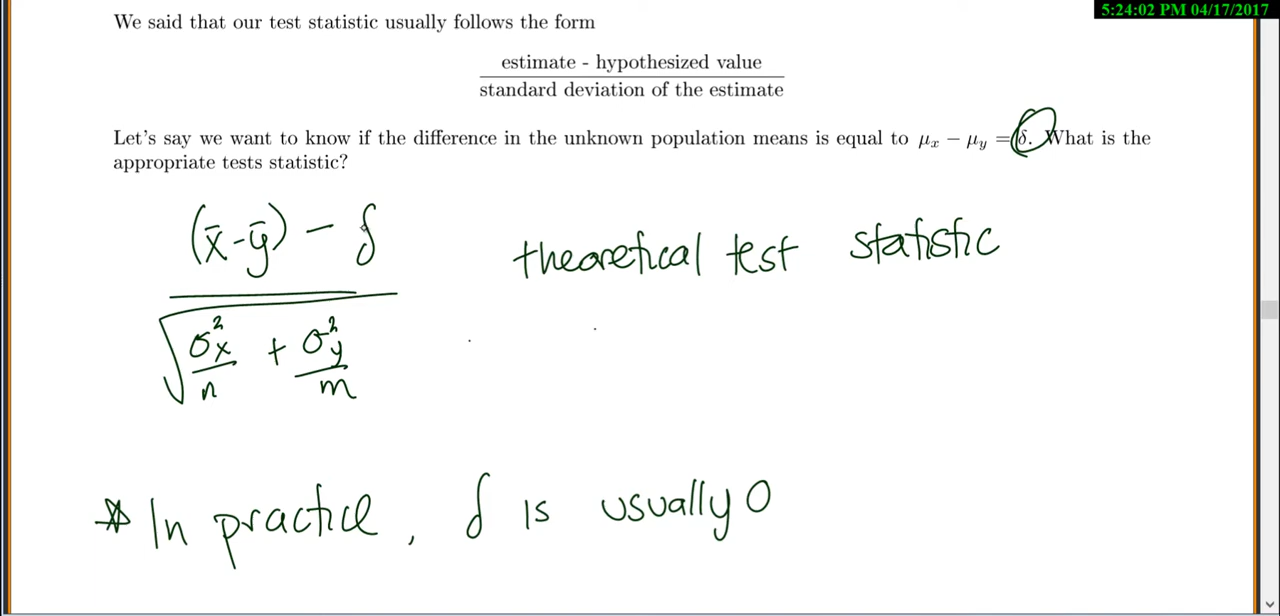 5:24:02 PM 04/17/2017
We said that our test statistic usually follows the form
estimate - hypothesized value
standard deviation of the estimate
Let's say we want to know if the difference in the unknown population means is equal to μₓ − μᵧ = δ. What is the
appropriate tests statistic?
(x̄-ȳ) − δ
theoretical test statistic
√ σ²ₓ/n + σ²ᵧ/m
☆ In practice, δ is usually 0